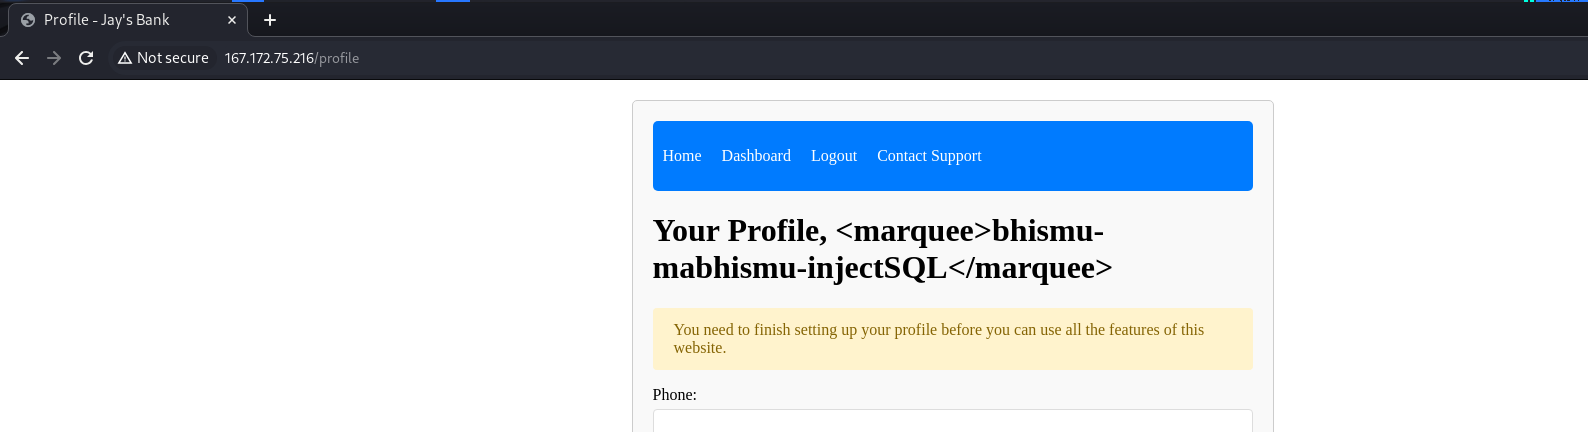 Profile - Jay's Bank
Not secure 167.172.75.216/profile
Home Dashboard Logout Contact Support
Your Profile, <marquee>bhismu-
mabhismu-injectSQL</marquee>
You need to finish setting up your profile before you can use all the features of this
website.
Phone: